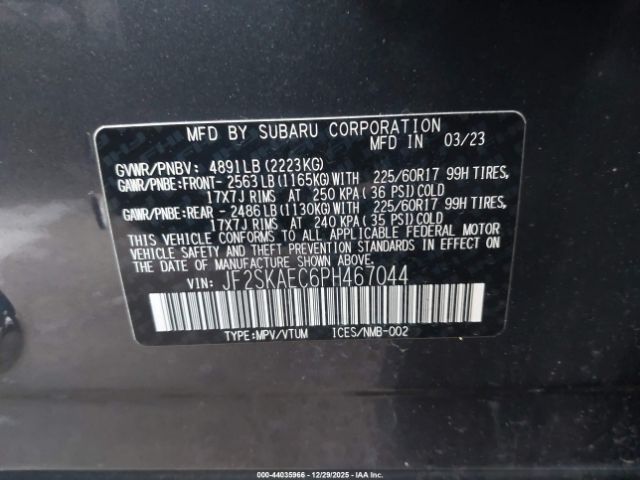 MFD BY SUBARU CORPORATION
MFD IN 03/23
GVWR/PNBV: 4891LB(2223KG)
GAWR/PNBE:FRONT- 2563LB(1165KG)WITH 225/60R17 99H TIRES,
17X7J RIMS AT 250 KPA(36 PSI)COLD
GAWR/PNBE:REAR - 2486LB(1130KG)WITH 225/60R17 99H TIRES,
17X7J RIMS AT 240 KPA(35 PSI)COLD
THIS VEHICLE CONFORMS TO ALL APPLICABLE FEDERAL MOTOR
VEHICLE SAFETY AND THEFT PREVENTION STANDARDS IN EFFECT
ON THE DATE OF MANUFACTURE SHOWN ABOVE.
VIN: JF2SKAEC6PH467044
TYPE:MPV/VTUM ICES/NMB-002
000-44035966 - 12/29/2025 - IAA Inc.